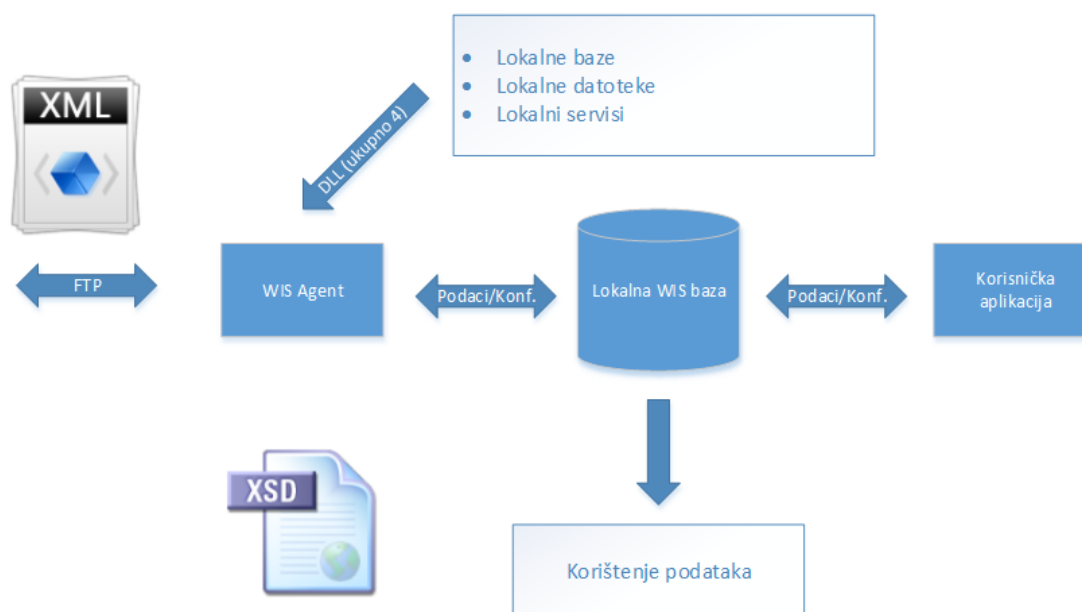 • Lokalne baze
• Lokalne datoteke
• Lokalni servisi
XML
DLL (ukupno 4)
FTP
WIS Agent
Podaci/Konf.
Lokalna WIS baza
Podaci/Konf.
Korisnička
aplikacija
XSD
Korištenje podataka